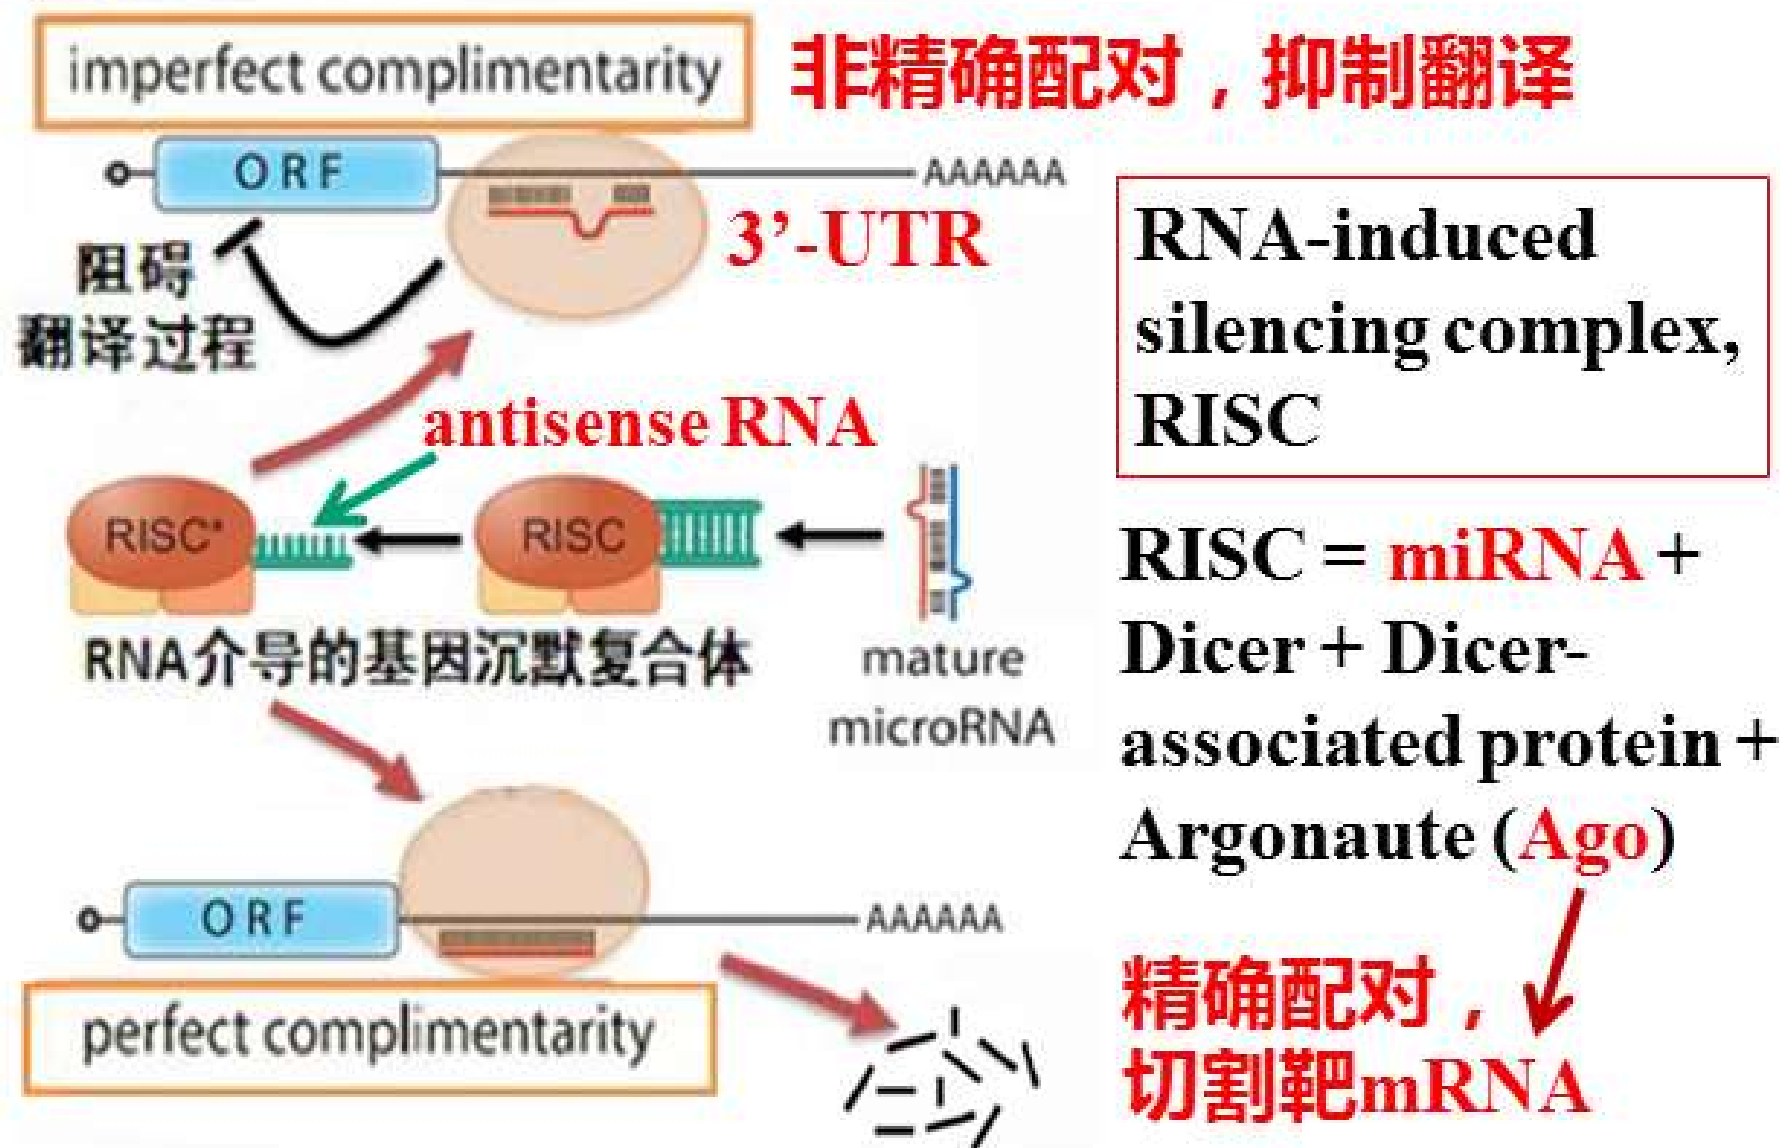 imperfect complimentarity
非精确配对，抑制翻译
ORF
AAAAAA
3’-UTR
阻碍
翻译过程
antisense RNA
RISC*
RISC
RNA介导的基因沉默复合体
mature
microRNA
ORF
AAAAAA
perfect complimentarity
RNA-induced
silencing complex,
RISC
RISC = miRNA +
Dicer + Dicer-
associated protein +
Argonaute (Ago)
精确配对，
切割靶mRNA